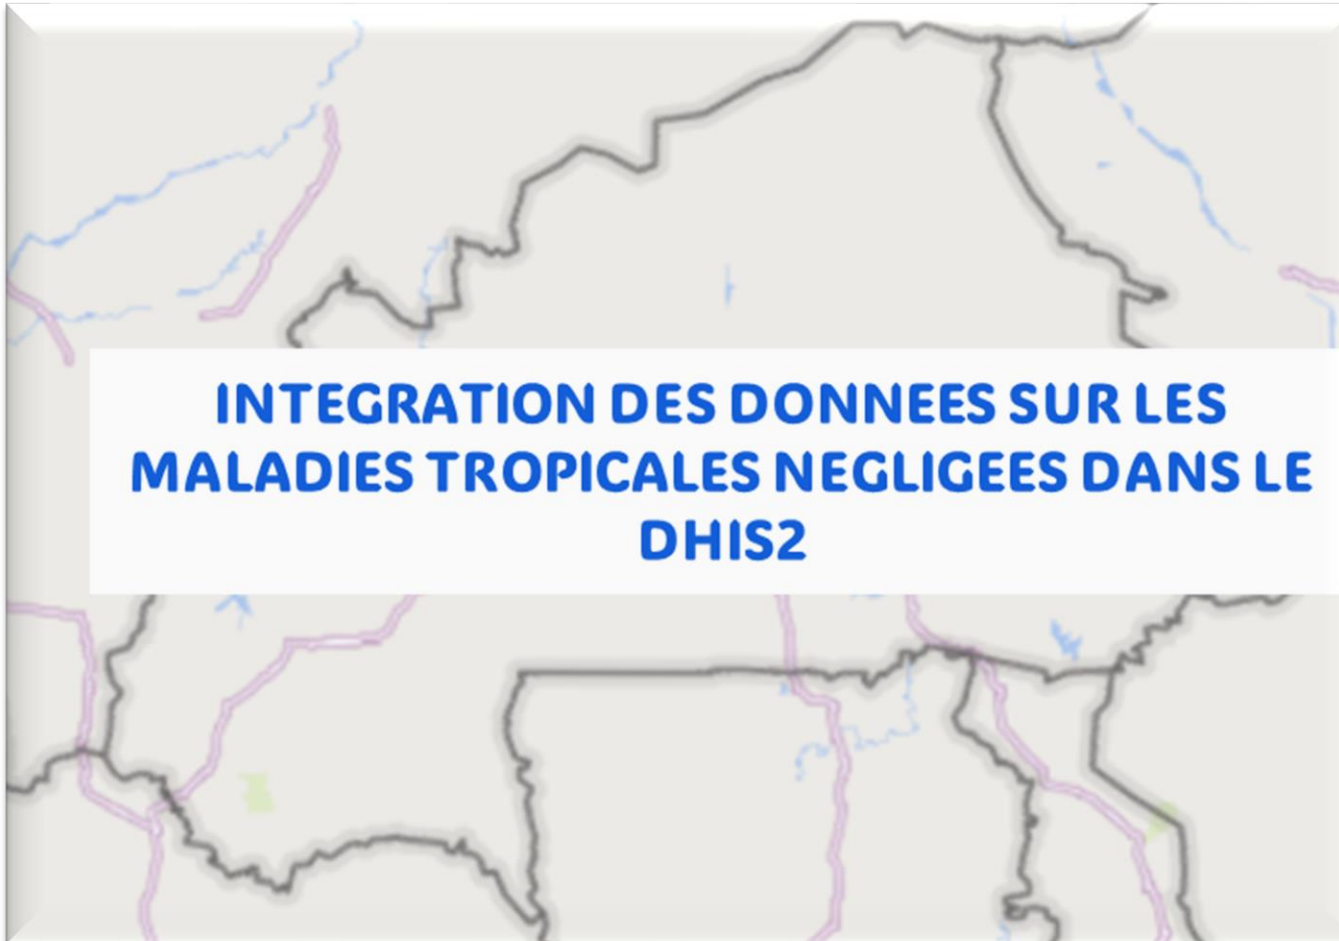 INTEGRATION DES DONNEES SUR LES
MALADIES TROPICALES NEGLIGEES DANS LE
DHIS2